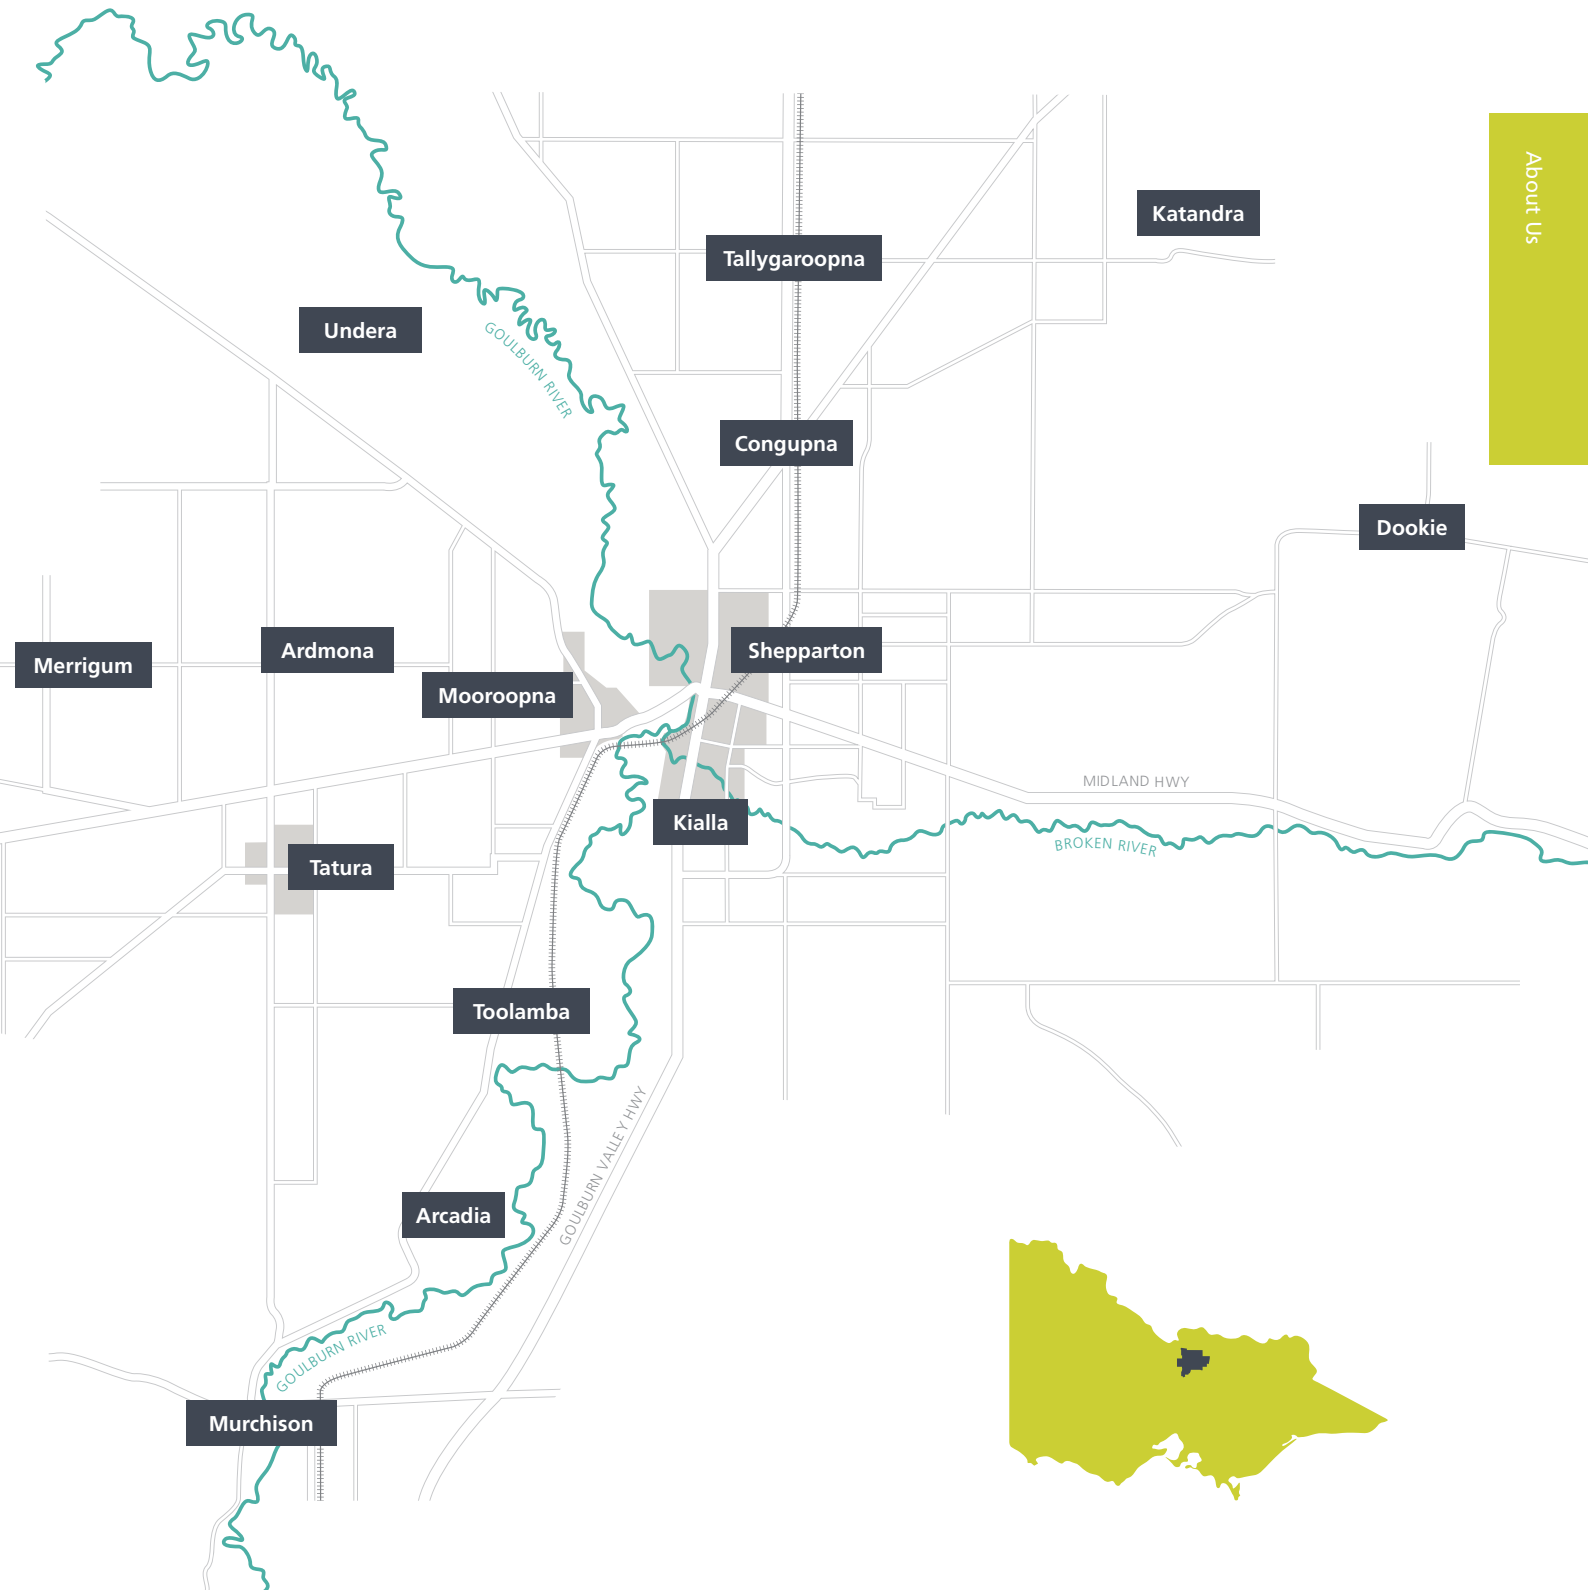 About Us
Katandra
Tallygaroopna
Undera
GOULBURN RIVER
Congupna
Dookie
Merrigum
Ardmona
Shepparton
Mooroopna
MIDLAND HWY
Kialla
BROKEN RIVER
Tatura
Toolamba
GOULBURN VALLEY HWY
Arcadia
GOULBURN RIVER
Murchison